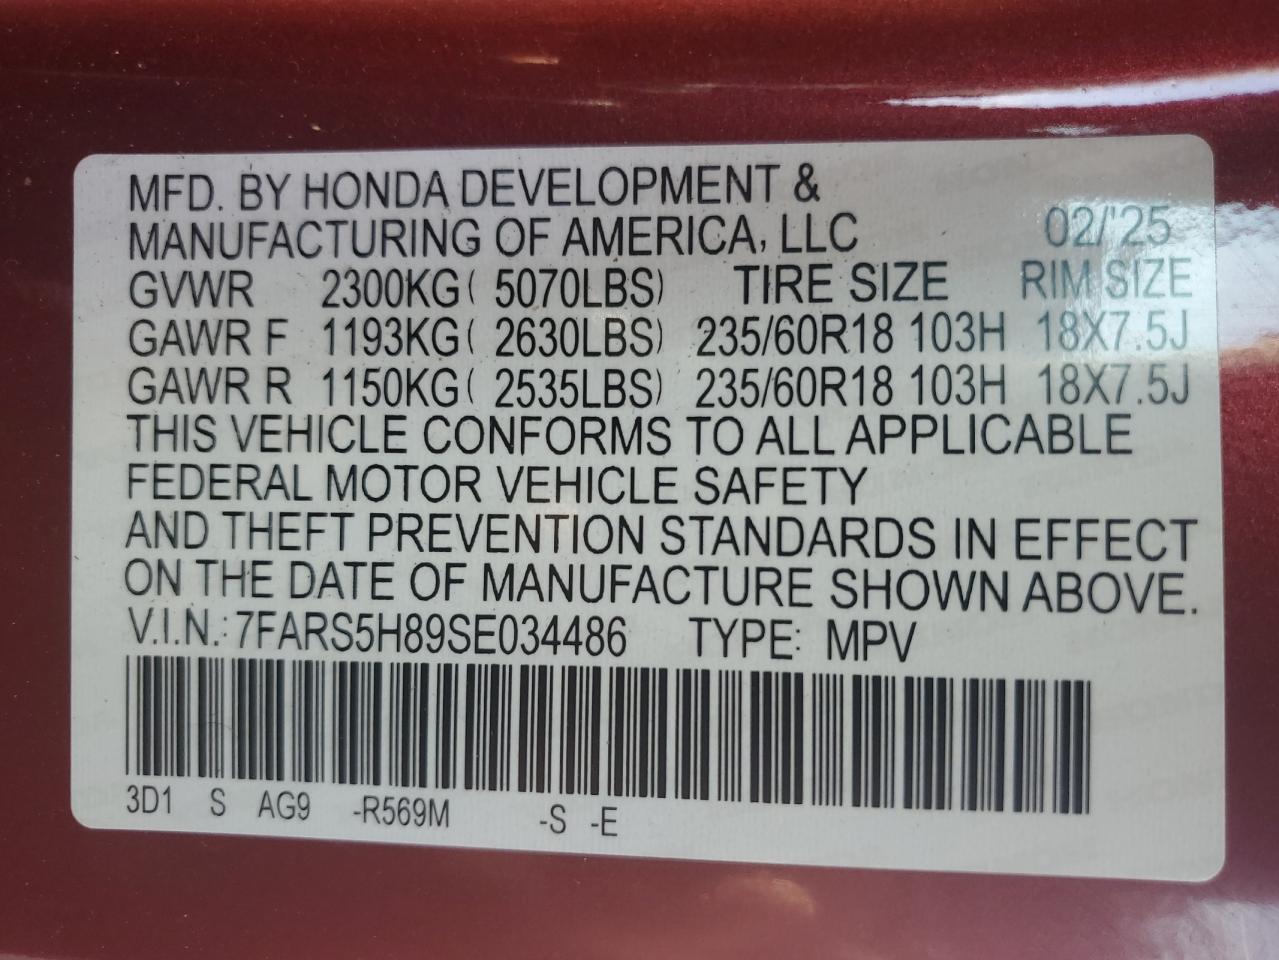 MFD. BY HONDA DEVELOPMENT &
MANUFACTURING OF AMERICA, LLC 02/'25
GVWR 2300KG( 5070LBS) TIRE SIZE RIM SIZE
GAWR F 1193KG( 2630LBS) 235/60R18 103H 18X7.5J
GAWR R 1150KG( 2535LBS) 235/60R18 103H 18X7.5J
THIS VEHICLE CONFORMS TO ALL APPLICABLE
FEDERAL MOTOR VEHICLE SAFETY
AND THEFT PREVENTION STANDARDS IN EFFECT
ON THE DATE OF MANUFACTURE SHOWN ABOVE.
V.I.N.: 7FARS5H89SE034486 TYPE: MPV
3D1 S AG9 -R569M -S -E